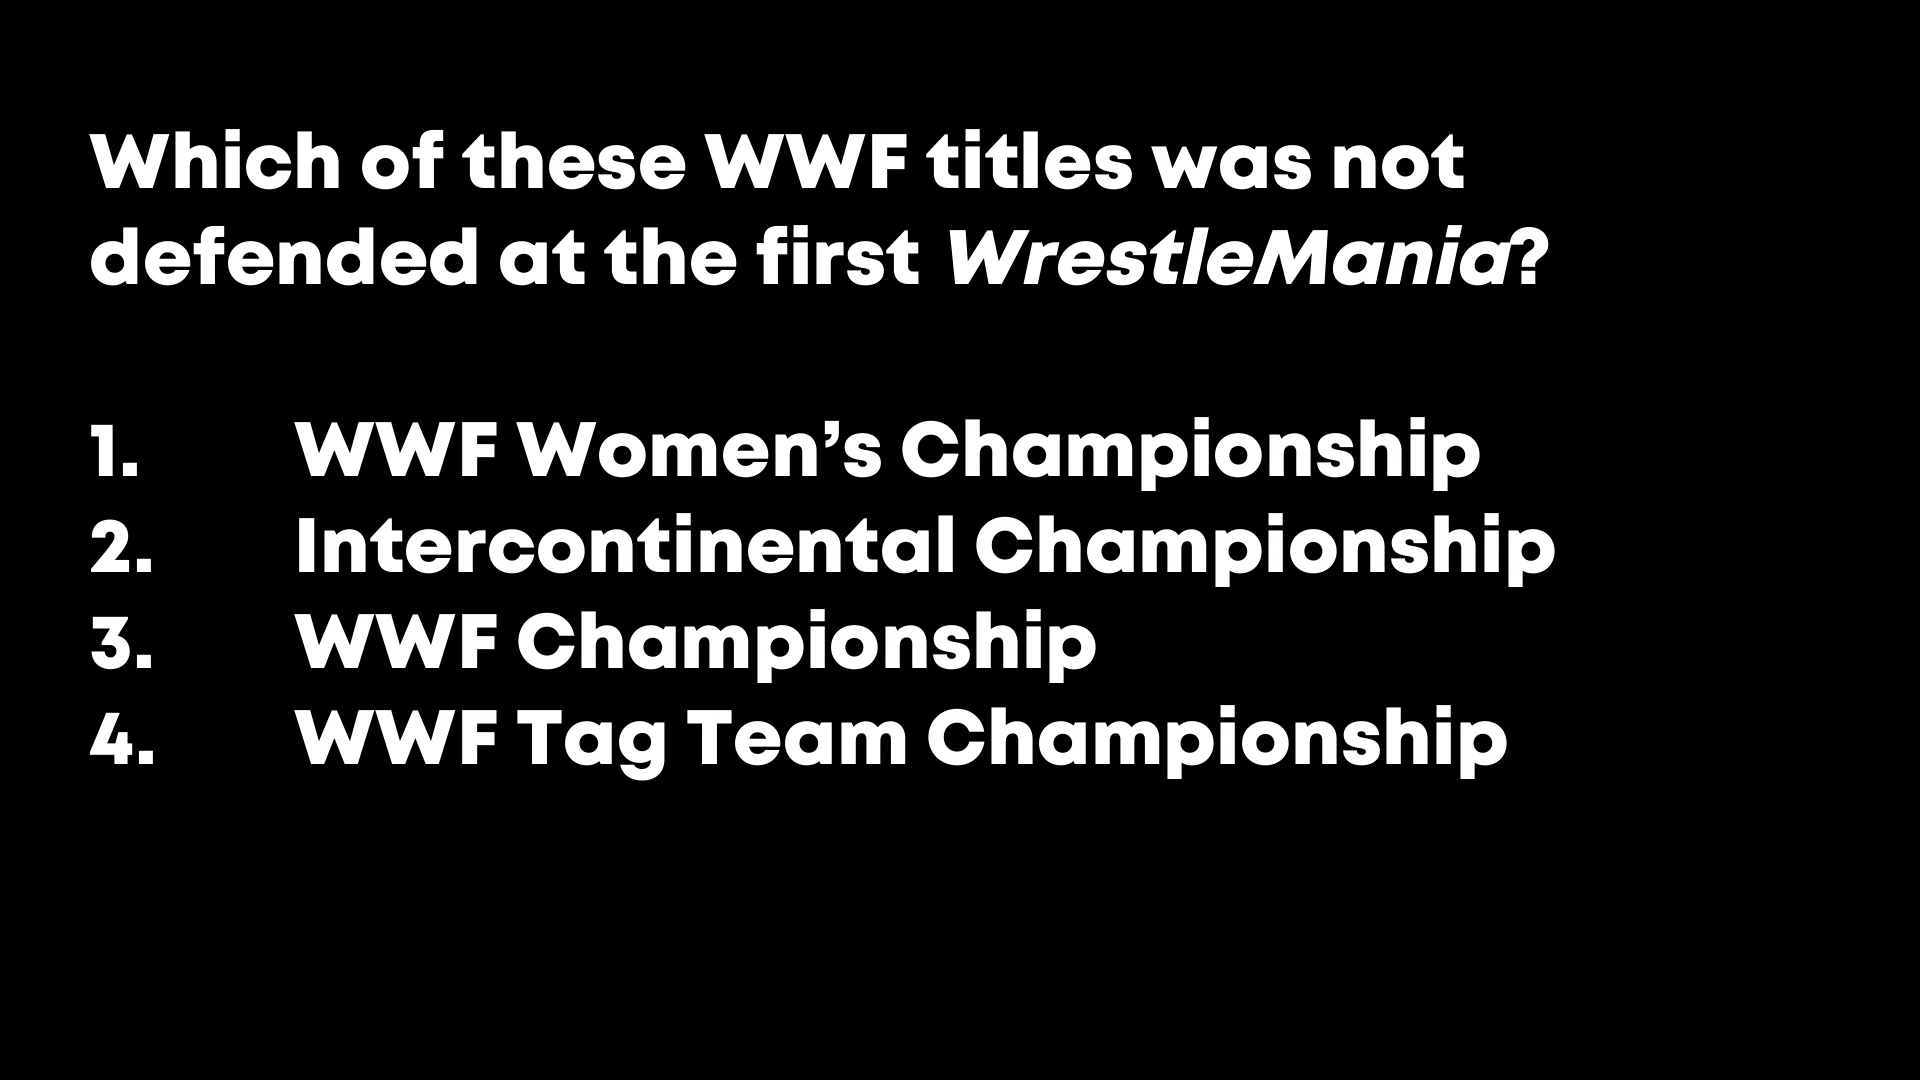 Which of these WWF titles was not
defended at the first WrestleMania?
1. WWF Women’s Championship
2. Intercontinental Championship
3. WWF Championship
4. WWF Tag Team Championship